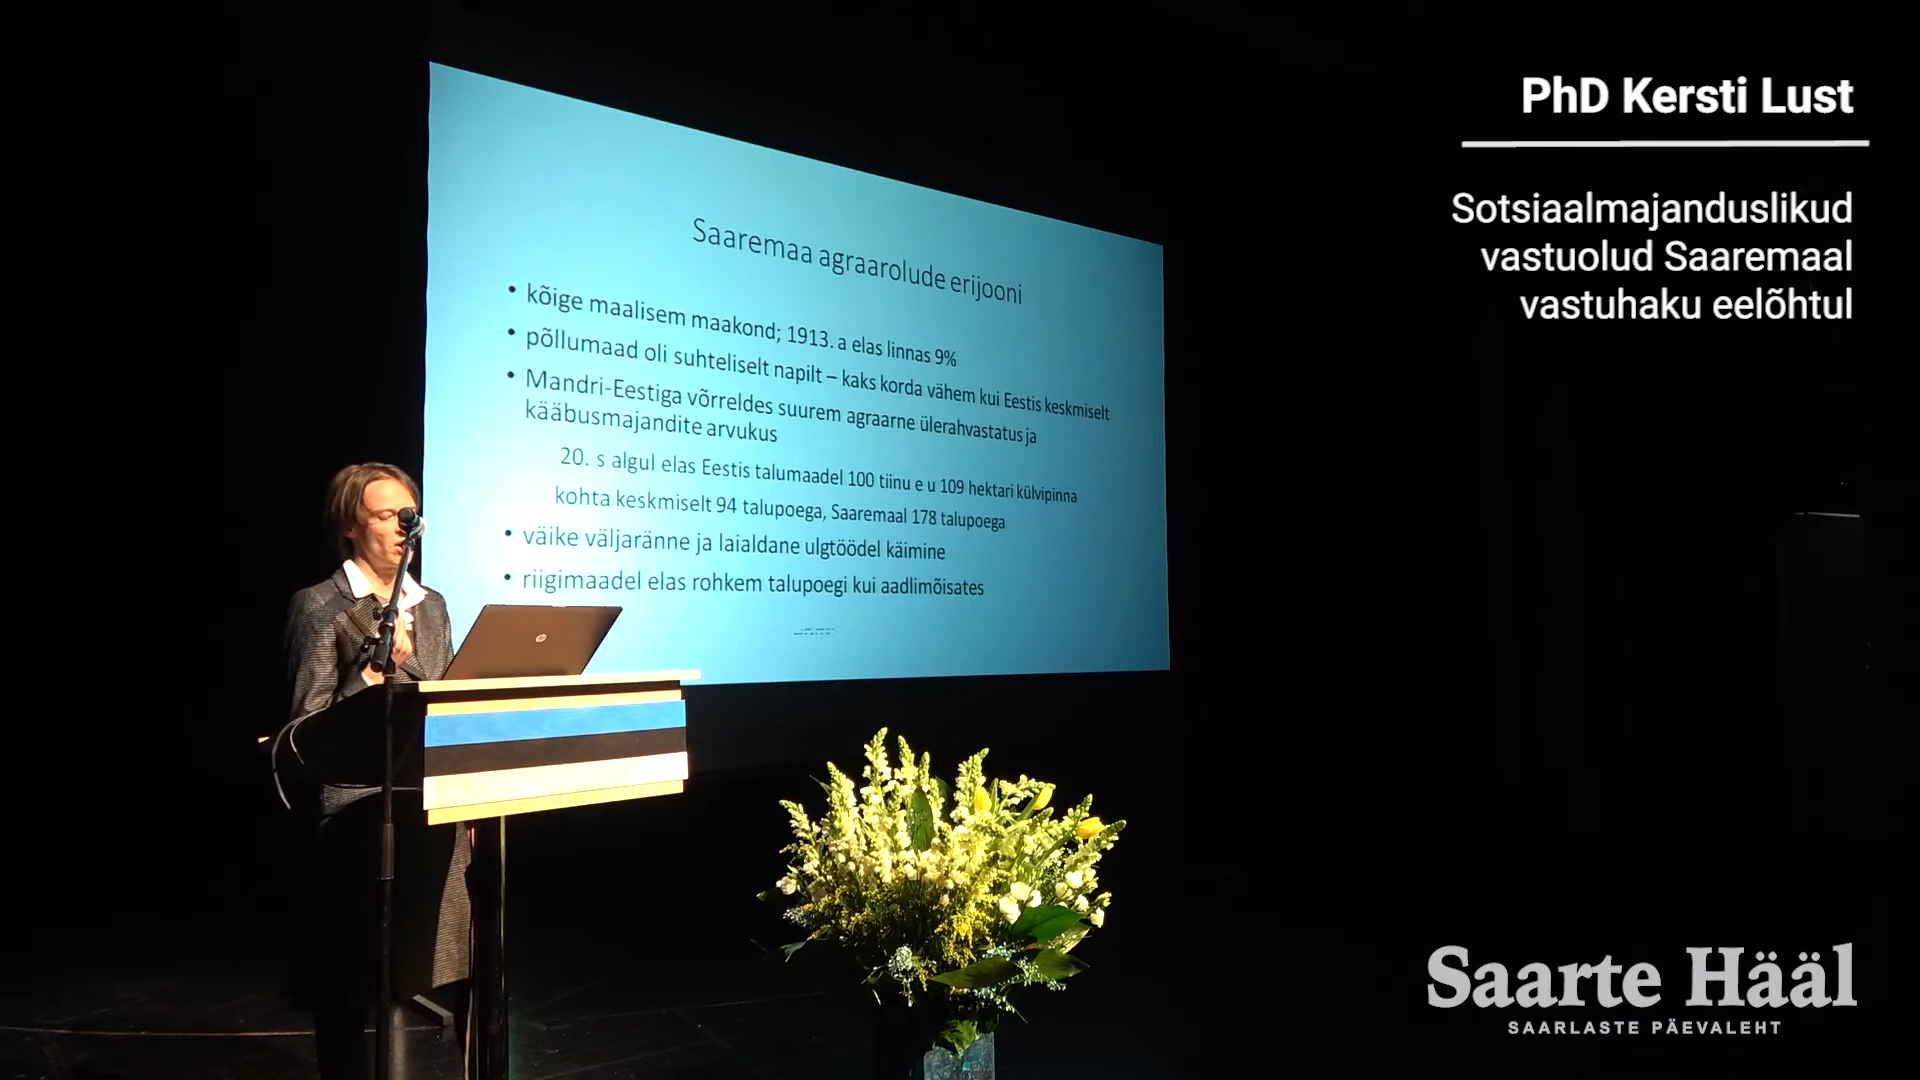 PhD Kersti Lust
Sotsiaalmajanduslikud
vastuolud Saaremaal
vastuhaku eelõhtul
Saaremaa agraarolude erijooni
• kõige maalisem maakond; 1913. a elas linnas 9%
• põllumaad oli suhteliselt napilt – kaks korda vähem kui Eestis keskmiselt
• Mandri-Eestiga võrreldes suurem agraarne ülerahvastatus ja
kääbusmajandite arvukus
20. s algul elas Eestis talumaadel 100 tiinu e u 109 hektari külvipinna
kohta keskmiselt 94 talupoega, Saaremaal 178 talupoega
• väike väljaränne ja laialdane ulgtöödel käimine
• riigimaadel elas rohkem talupoegi kui aadlimõisates
hp
Saarte Hääl
SAARLASTE PÄEVALEHT